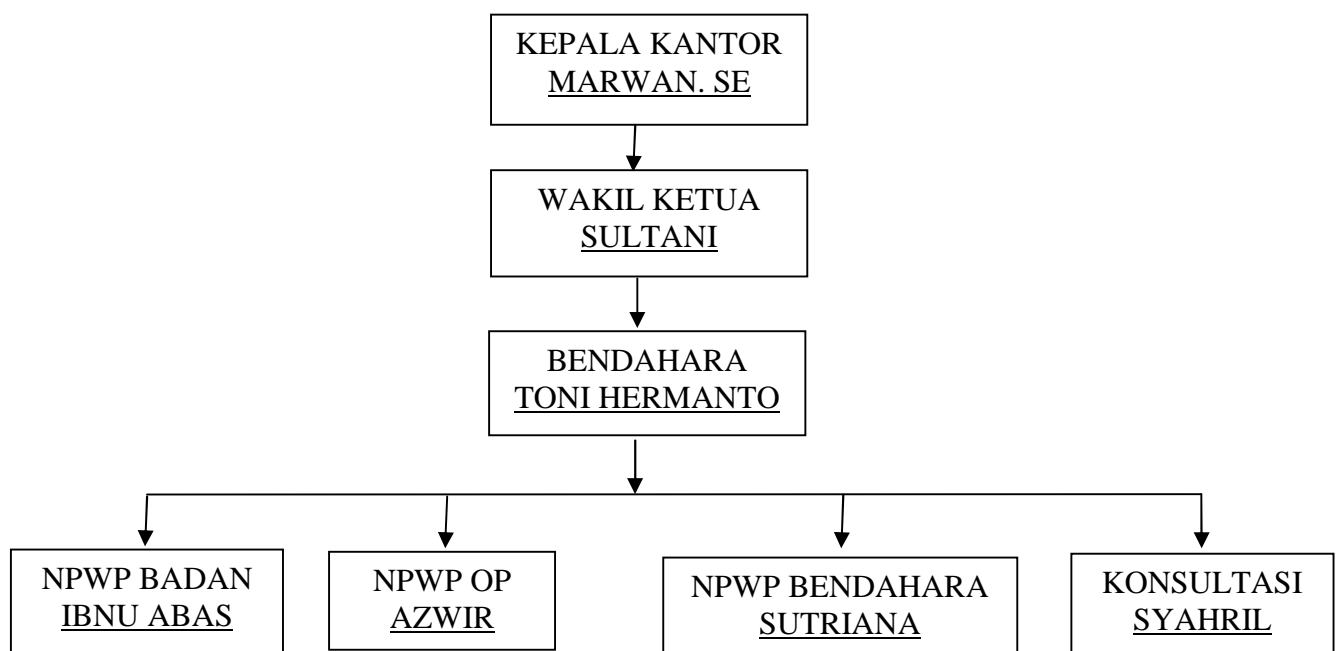 KEPALA KANTOR
MARWAN. SE
WAKIL KETUA
SULTANI
BENDAHARA
TONI HERMANTO
NPWP BADAN
IBNU ABAS
NPWP OP
AZWIR
NPWP BENDAHARA
SUTRIANA
KONSULTASI
SYAHRIL